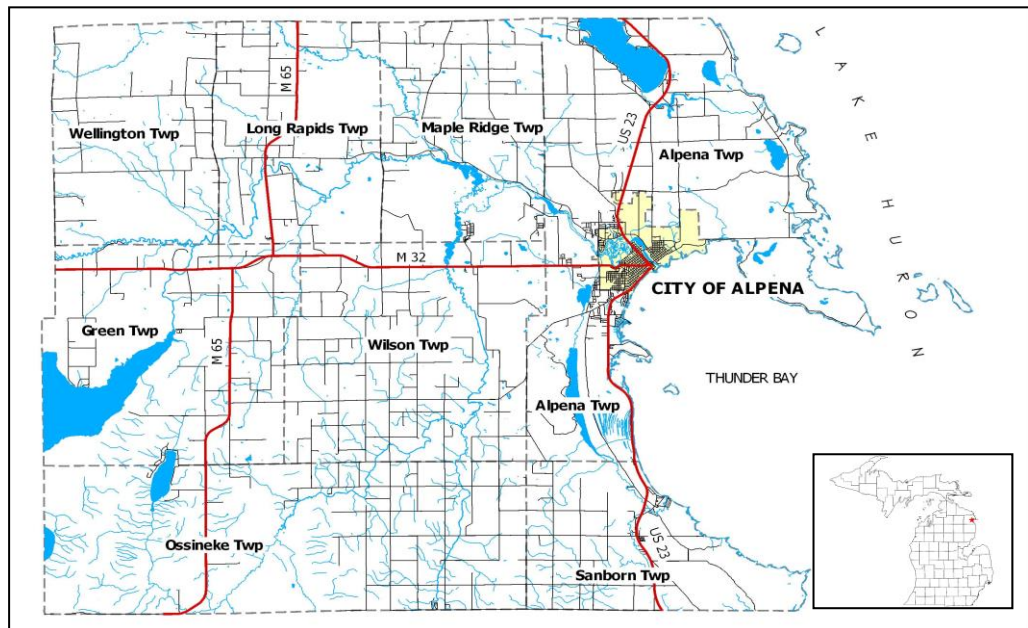 LAKE HURON
M 65
US 23
Wellington Twp
Long Rapids Twp
Maple Ridge Twp
Alpena Twp
M 32
CITY OF ALPENA
Green Twp
M 65
Wilson Twp
THUNDER BAY
Alpena Twp
Ossineke Twp
US 23
Sanborn Twp